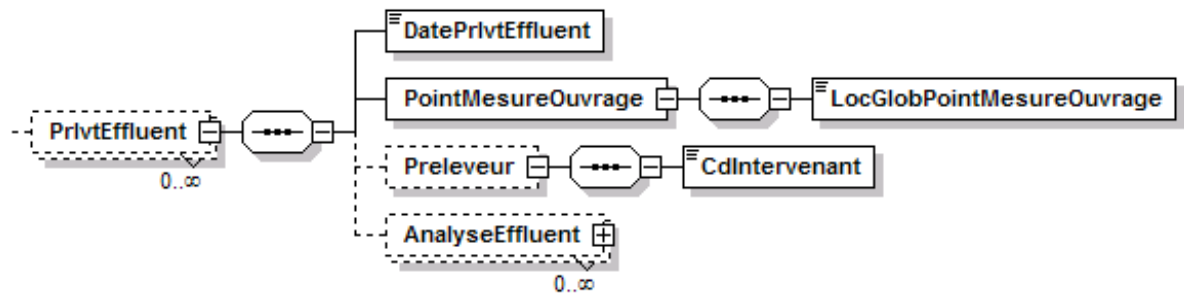 DatePrlvtEffluent
PointMesureOuvrage
LocGlobPointMesureOuvrage
PrlvtEffluent
0..∞
Preleveur
CdIntervenant
AnalyseEffluent
0..∞